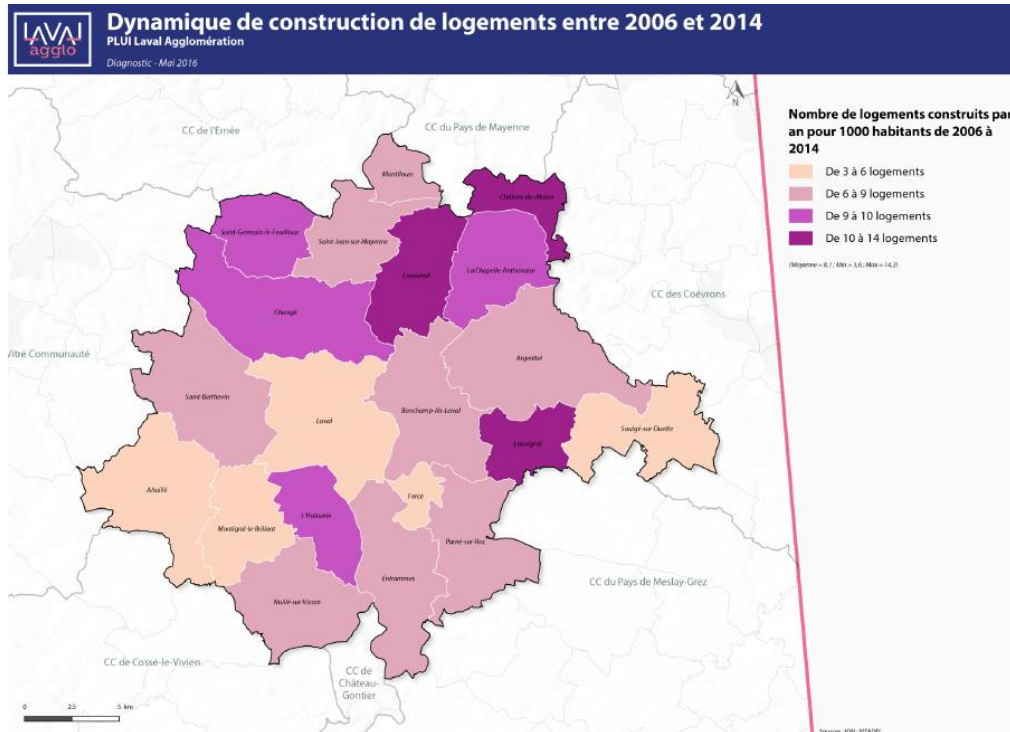 LAVAL
agglo
Dynamique de construction de logements entre 2006 et 2014
PLUI Laval Agglomération
Diagnostic - Mai 2016
N
Nombre de logements construits par
an pour 1000 habitants de 2006 à
2014
De 3 à 6 logements
De 6 à 9 logements
De 9 à 10 logements
De 10 à 14 logements
(Moyenne = 8,1 ; Min = 3,6 ; Max = 14,2)
CC de l'Ernée
CC du Pays de Mayenne
Montflours
Châlons-du-Maine
Saint-Germain-le-Fouilloux
Saint-Jean-sur-Mayenne
Louverné
La Chapelle-Anthenaise
CC des Coëvrons
Changé
Vitré Communauté
Argentré
Saint-Berthevin
Bonchamp-lès-Laval
Laval
Louvigné
Soulgé-sur-Ouette
Ahuillé
Forcé
L'Huisserie
Montigné-le-Brillant
Parné-sur-Roc
Entrammes
CC du Pays de Meslay-Grez
Nuillé-sur-Vicoin
CC de Cossé-le-Vivien
CC de
Château-
Gontier
0 2,5 5 km